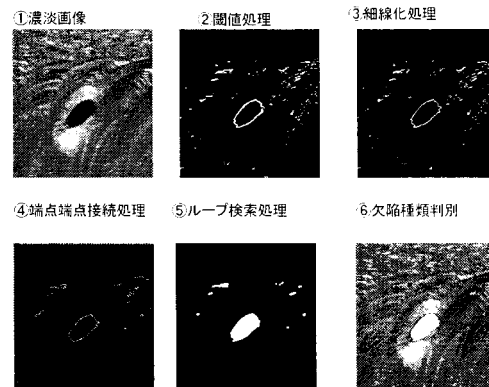 ①濃淡画像
②閾値処理
③細線化処理
④端点端点接続処理
⑤ループ検索処理
⑥欠陥種類判別